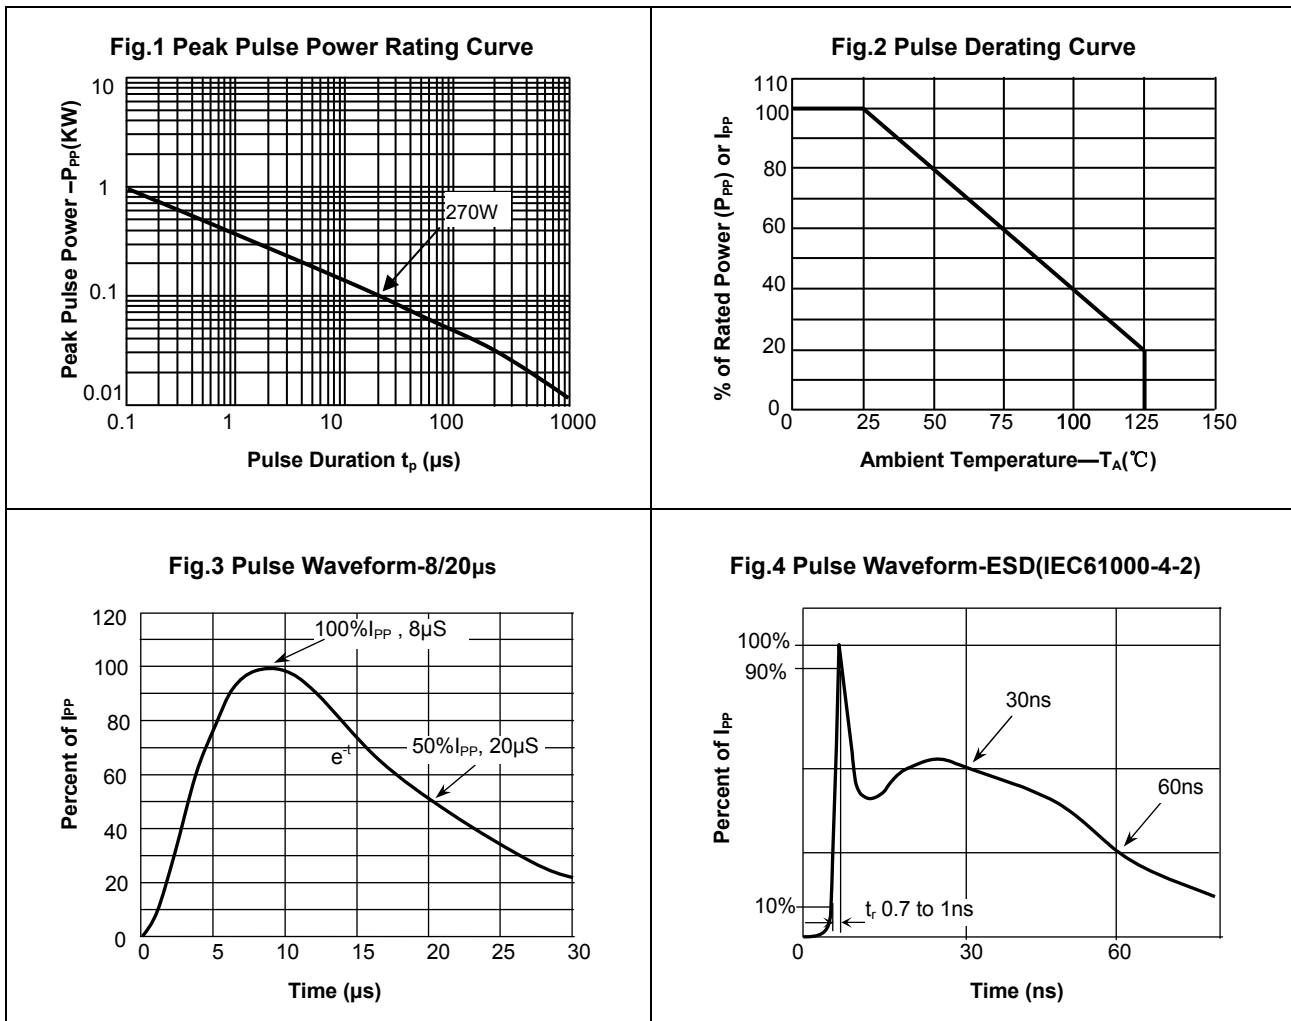 Fig.1 Peak Pulse Power Rating Curve
Peak Pulse Power –PPP(KW)
10
1
0.1
0.01
270W
0.1 1 10 100 1000
Pulse Duration tp (µs)
Fig.2 Pulse Derating Curve
% of Rated Power (PPP) or IPP
110
100
80
60
40
20
0
0 25 50 75 100 125 150
Ambient Temperature—TA(℃)
Fig.3 Pulse Waveform-8/20µs
Percent of IPP
120
100
80
60
40
20
0
100%IPP , 8µS
e-t
50%IPP, 20µS
0 5 10 15 20 25 30
Time (µs)
Fig.4 Pulse Waveform-ESD(IEC61000-4-2)
Percent of IPP
100%
90%
10%
30ns
60ns
tr 0.7 to 1ns
0 30 60
Time (ns)